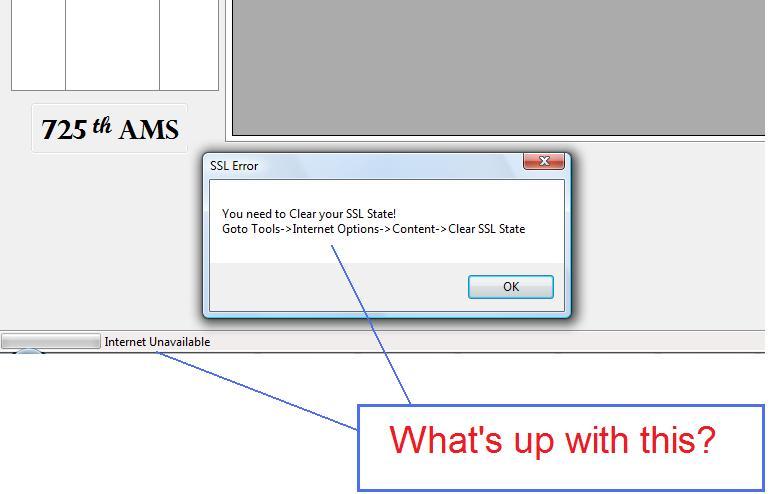 725 th AMS
SSL Error
You need to Clear your SSL State!
Goto Tools->Internet Options->Content->Clear SSL State
OK
Internet Unavailable
What's up with this?